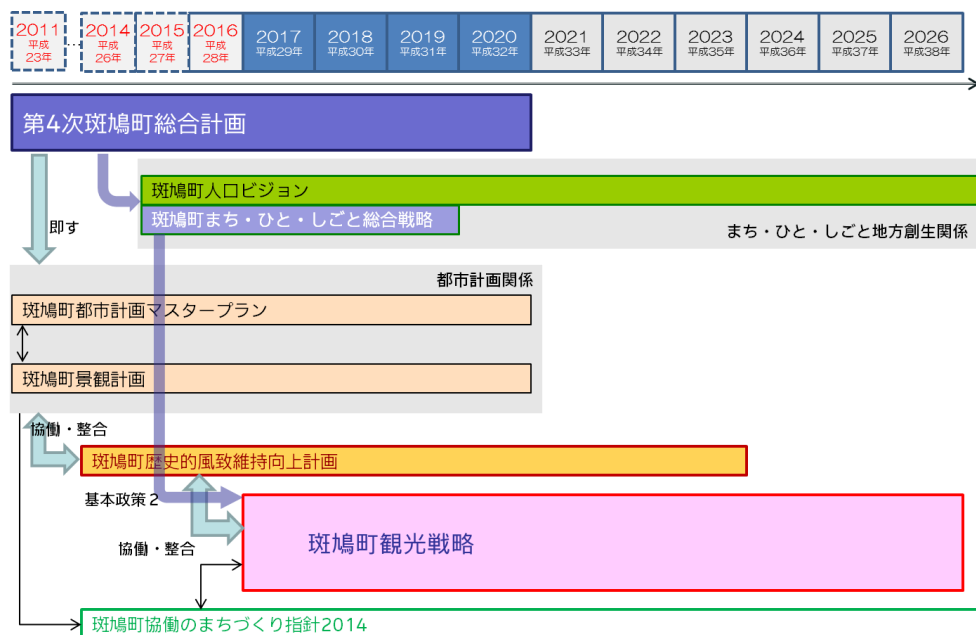 2011
平成
23年
…
2014
平成
26年
2015
平成
27年
2016
平成
28年
2017
平成29年
2018
平成30年
2019
平成31年
2020
平成32年
2021
平成33年
2022
平成34年
2023
平成35年
2024
平成36年
2025
平成37年
2026
平成38年
第4次斑鳩町総合計画
斑鳩町人口ビジョン
斑鳩町まち・ひと・しごと総合戦略
即す
まち・ひと・しごと地方創生関係
都市計画関係
斑鳩町都市計画マスタープラン
斑鳩町景観計画
協働・整合
斑鳩町歴史的風致維持向上計画
基本政策2
斑鳩町観光戦略
協働・整合
斑鳩町協働のまちづくり指針2014